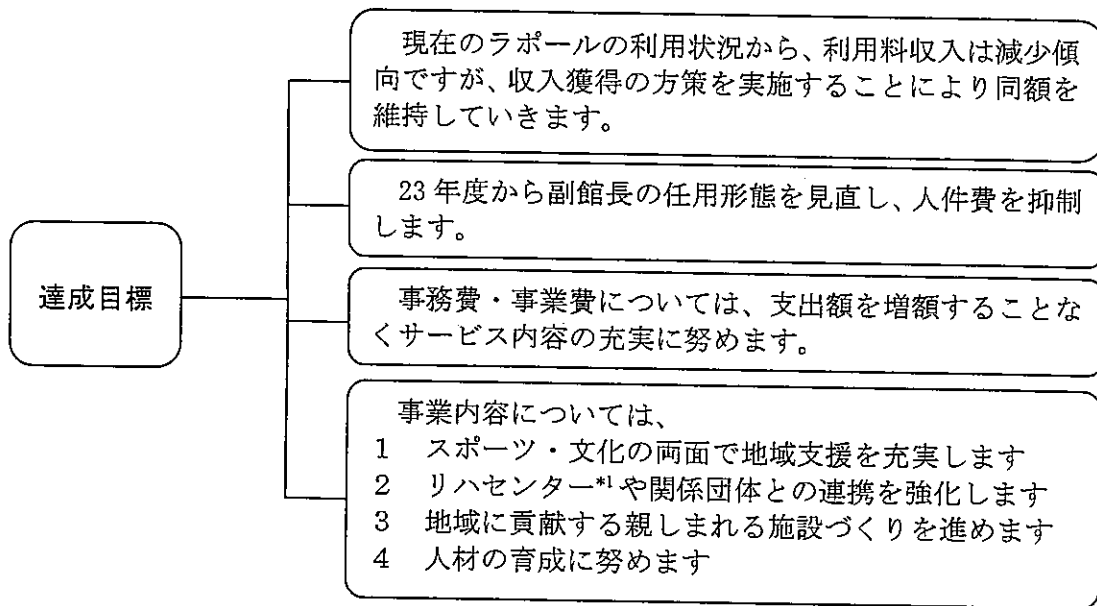 現在のラポールの利用状況から、利用料収入は減少傾
向ですが、収入獲得の方策を実施することにより同額を
維持していきます。
23年度から副館長の任用形態を見直し、人件費を抑制
します。
達成目標
事務費・事業費については、支出額を増額することな
くサービス内容の充実に努めます。
事業内容については、
1 スポーツ・文化の両面で地域支援を充実します
2 リハセンター*1や関係団体との連携を強化します
3 地域に貢献する親しまれる施設づくりを進めます
4 人材の育成に努めます